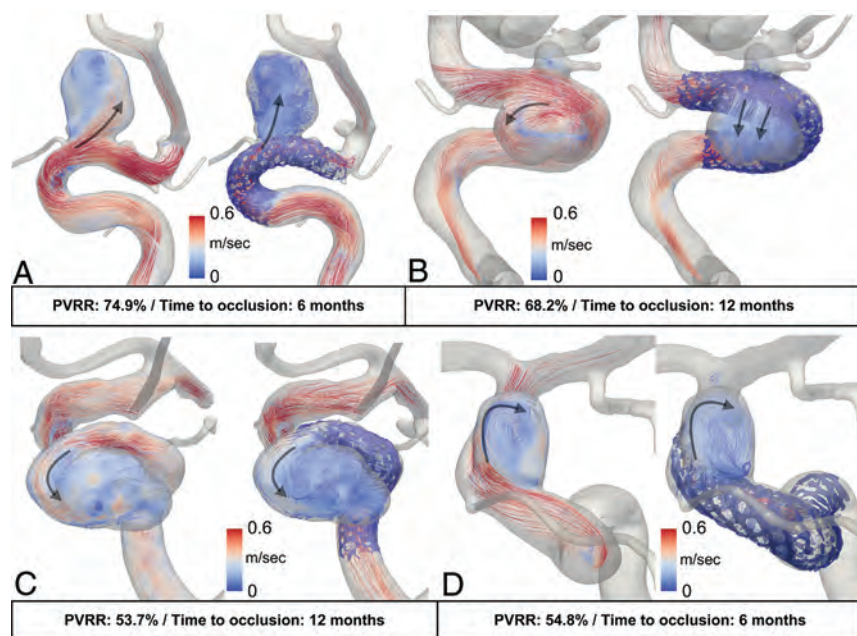 0.6
m/sec
0
A
0.6
m/sec
0
B
PVRR: 74.9% / Time to occlusion: 6 months
PVRR: 68.2% / Time to occlusion: 12 months
0.6
m/sec
0
C
0.6
m/sec
0
D
PVRR: 53.7% / Time to occlusion: 12 months
PVRR: 54.8% / Time to occlusion: 6 months